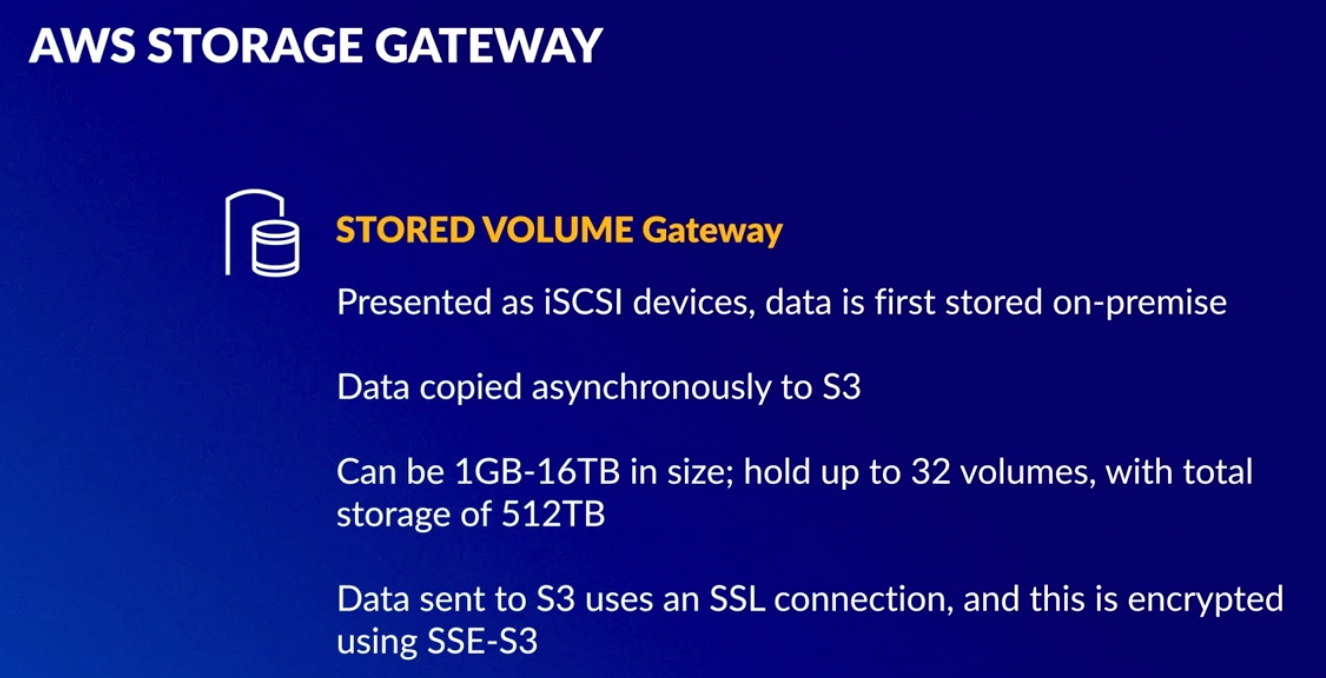 AWS STORAGE GATEWAY
STORED VOLUME Gateway
Presented as iSCSI devices, data is first stored on-premise
Data copied asynchronously to S3
Can be 1GB-16TB in size; hold up to 32 volumes, with total
storage of 512TB
Data sent to S3 uses an SSL connection, and this is encrypted
using SSE-S3